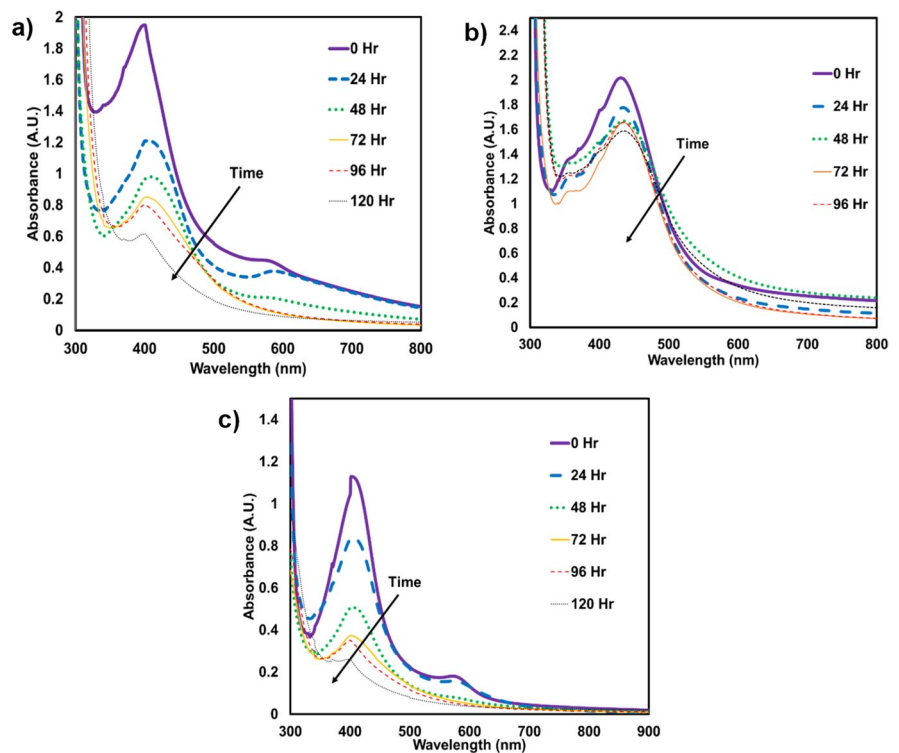 a)
Absorbance (A.U.)
2
1.8
1.6
1.4
1.2
1
0.8
0.6
0.4
0.2
0
300 400 500 600 700 800
Wavelength (nm)
0 Hr
24 Hr
48 Hr
72 Hr
96 Hr
120 Hr
Time
b)
Absorbance (A.U.)
2.4
2.2
2
1.8
1.6
1.4
1.2
1
0.8
0.6
0.4
0.2
0
300 400 500 600 700 800
Wavelength (nm)
0 Hr
24 Hr
48 Hr
72 Hr
96 Hr
Time
c)
Absorbance (A.U.)
1.4
1.2
1
0.8
0.6
0.4
0.2
0
300 400 500 600 700 800 900
Wavelength (nm)
0 Hr
24 Hr
48 Hr
72 Hr
96 Hr
120 Hr
Time